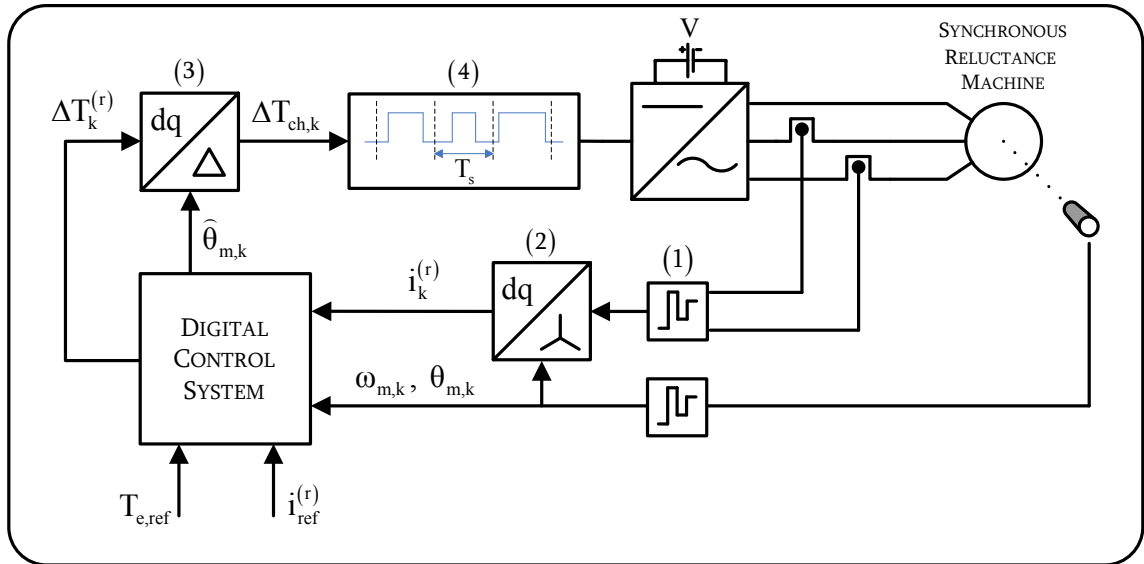 SYNCHRONOUS
RELUCTANCE
MACHINE
V
(3)
(4)
ΔT_k^(r)
dq
Δ
ΔT_ch,k
T_s
θ̂_m,k
(2)
(1)
i_k^(r)
dq
DIGITAL
CONTROL
SYSTEM
ω_m,k , θ_m,k
T_e,ref
i_ref^(r)